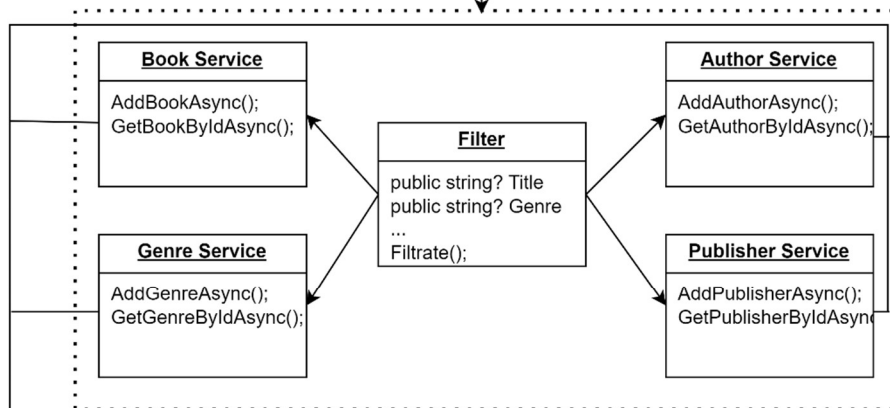 Book Service
AddBookAsync();
GetBookByIdAsync();
Author Service
AddAuthorAsync();
GetAuthorByIdAsync();
Filter
public string? Title
public string? Genre
...
Filtrate();
Genre Service
AddGenreAsync();
GetGenreByIdAsync();
Publisher Service
AddPublisherAsync();
GetPublisherByIdAsyn